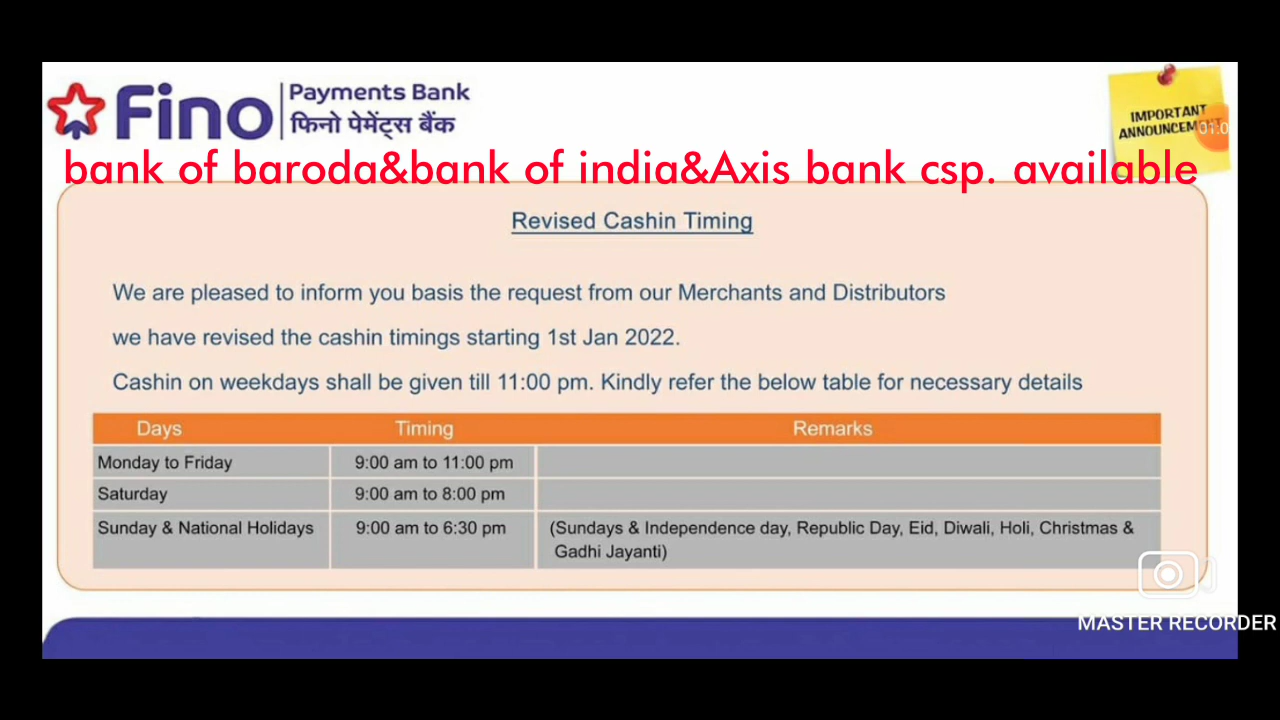 Fino Payments Bank
फिनो पेमेंट्स बैंक
IMPORTANT
ANNOUNCEMENT
01:0
bank of baroda&bank of india&Axis bank csp. available
Revised Cashin Timing
We are pleased to inform you basis the request from our Merchants and Distributors
we have revised the cashin timings starting 1st Jan 2022.
Cashin on weekdays shall be given till 11:00 pm. Kindly refer the below table for necessary details
Days Timing Remarks
Monday to Friday 9:00 am to 11:00 pm
Saturday 9:00 am to 8:00 pm
Sunday & National Holidays 9:00 am to 6:30 pm (Sundays & Independence day, Republic Day, Eid, Diwali, Holi, Christmas &
Gadhi Jayanti)
MASTER RECORDER